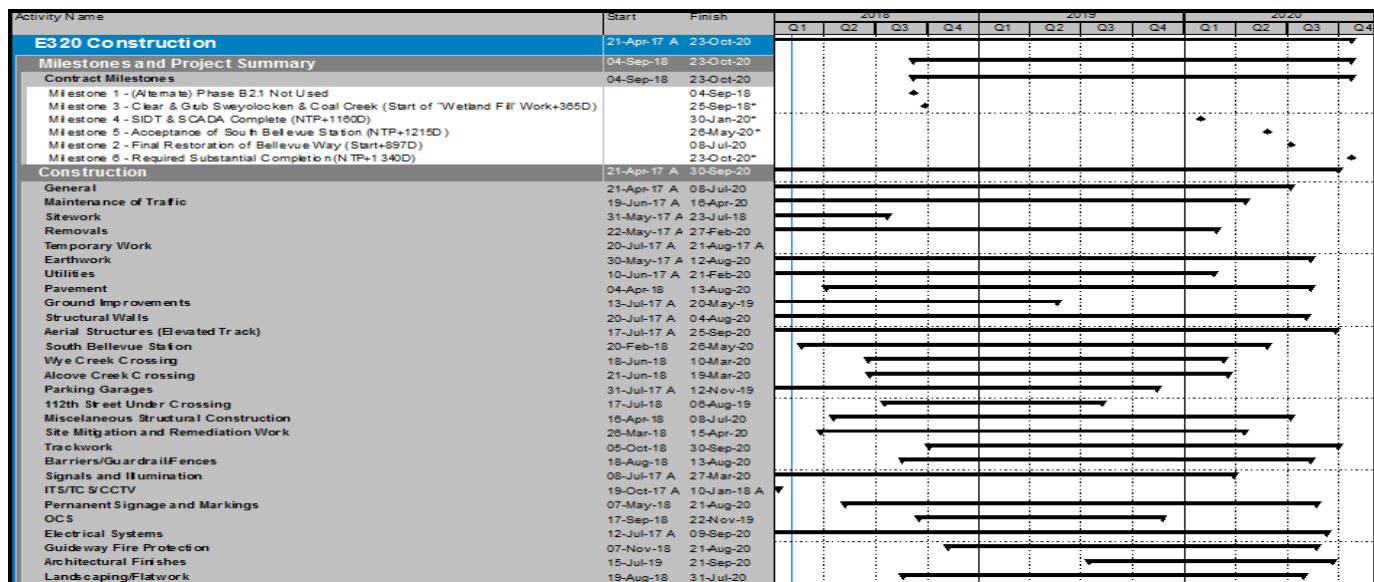 Activity Name Start Finish 2018 2019 2020
Q1 Q2 Q3 Q4 Q1 Q2 Q3 Q4 Q1 Q2 Q3 Q4
E320 Construction 21-Apr-17 A 23-Oct-20
Milestones and Project Summary 04-Sep-18 23-Oct-20
Contract Milestones 04-Sep-18 23-Oct-20
Milestone 1 - (Alternate) Phase B2.1 Not Used 04-Sep-18
Milestone 3 - Clear & Grub Sweyolocken & Coal Creek (Start of "Wetland Fill" Work+365D) 25-Sep-18*
Milestone 4 - SIDT & SCADA Complete (NTP+1160D) 30-Jan-20*
Milestone 5 - Acceptance of South Bellevue Station (NTP+1215D) 26-May-20*
Milestone 2 - Final Restoration of Bellevue Way (Start+897D) 08-Jul-20
Milestone 6 - Required Substantial Completion (NTP+1340D) 23-Oct-20*
Construction 21-Apr-17 A 30-Sep-20
General 21-Apr-17 A 08-Jul-20
Maintenance of Traffic 19-Jun-17 A 16-Apr-20
Sitework 31-May-17 A 23-Jul-18
Removals 22-May-17 A 27-Feb-20
Temporary Work 20-Jul-17 A 21-Aug-17 A
Earthwork 30-May-17 A 12-Aug-20
Utilities 10-Jun-17 A 21-Feb-20
Pavement 04-Apr-18 13-Aug-20
Ground Improvements 13-Jul-17 A 20-May-19
Structural Walls 20-Jul-17 A 04-Aug-20
Aerial Structures (Elevated Track) 17-Jul-17 A 25-Sep-20
South Bellevue Station 20-Feb-18 26-May-20
Wye Creek Crossing 18-Jun-18 10-Mar-20
Alcove Creek Crossing 21-Jun-18 19-Mar-20
Parking Garages 31-Jul-17 A 12-Nov-19
112th Street Under Crossing 17-Jul-18 06-Aug-19
Miscelaneous Structural Construction 16-Apr-18 08-Jul-20
Site Mitigation and Remediation Work 26-Mar-18 15-Apr-20
Trackwork 05-Oct-18 30-Sep-20
Barriers/Guardrail/Fences 18-Aug-18 13-Aug-20
Signals and Illumination 08-Jul-17 A 27-Mar-20
ITS/TCS/CCTV 19-Oct-17 A 10-Jan-18 A
Pernanent Signage and Markings 07-May-18 21-Aug-20
OCS 17-Sep-18 22-Nov-19
Electrical Systems 12-Jul-17 A 09-Sep-20
Guideway Fire Protection 07-Nov-18 21-Aug-20
Architectural Finishes 15-Jul-19 21-Sep-20
Landscaping/Flatwork 19-Aug-18 31-Jul-20